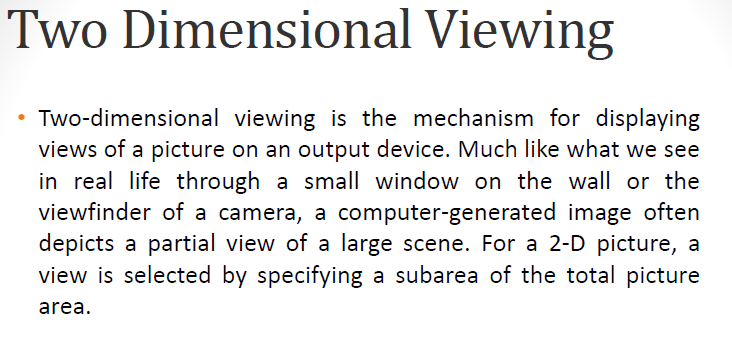 Two Dimensional Viewing
• Two-dimensional viewing is the mechanism for displaying
views of a picture on an output device. Much like what we see
in real life through a small window on the wall or the
viewfinder of a camera, a computer-generated image often
depicts a partial view of a large scene. For a 2-D picture, a
view is selected by specifying a subarea of the total picture
area.